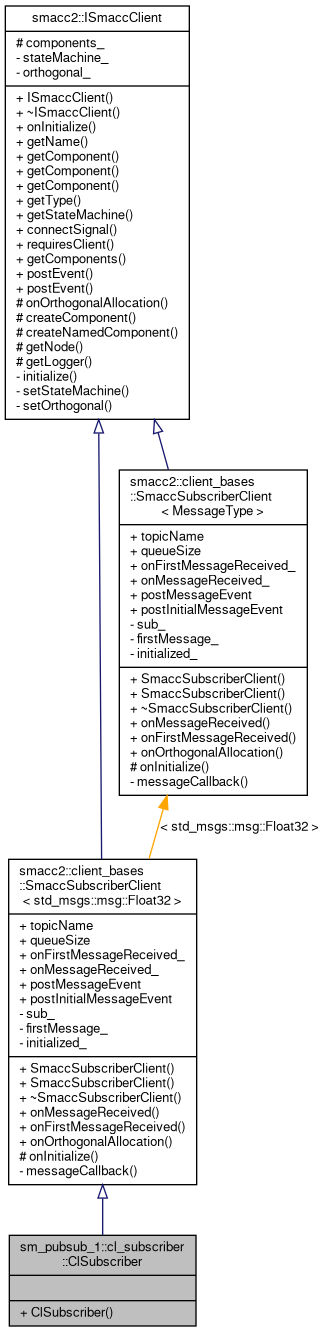 smacc2::ISmaccClient
# components_
- stateMachine_
- orthogonal_
+ ISmaccClient()
+ ~ISmaccClient()
+ onInitialize()
+ getName()
+ getComponent()
+ getComponent()
+ getComponent()
+ getType()
+ getStateMachine()
+ connectSignal()
+ requiresClient()
+ getComponents()
+ postEvent()
+ postEvent()
# onOrthogonalAllocation()
# createComponent()
# createNamedComponent()
# getNode()
# getLogger()
- initialize()
- setStateMachine()
- setOrthogonal()
smacc2::client_bases
::SmaccSubscriberClient
< MessageType >
+ topicName
+ queueSize
+ onFirstMessageReceived_
+ onMessageReceived_
+ postMessageEvent
+ postInitialMessageEvent
- sub_
- firstMessage_
- initialized_
+ SmaccSubscriberClient()
+ SmaccSubscriberClient()
+ ~SmaccSubscriberClient()
+ onMessageReceived()
+ onFirstMessageReceived()
+ onOrthogonalAllocation()
# onInitialize()
- messageCallback()
< std_msgs::msg::Float32 >
smacc2::client_bases
::SmaccSubscriberClient
< std_msgs::msg::Float32 >
+ topicName
+ queueSize
+ onFirstMessageReceived_
+ onMessageReceived_
+ postMessageEvent
+ postInitialMessageEvent
- sub_
- firstMessage_
- initialized_
+ SmaccSubscriberClient()
+ SmaccSubscriberClient()
+ ~SmaccSubscriberClient()
+ onMessageReceived()
+ onFirstMessageReceived()
+ onOrthogonalAllocation()
# onInitialize()
- messageCallback()
sm_pubsub_1::cl_subscriber
::ClSubscriber
+ ClSubscriber()